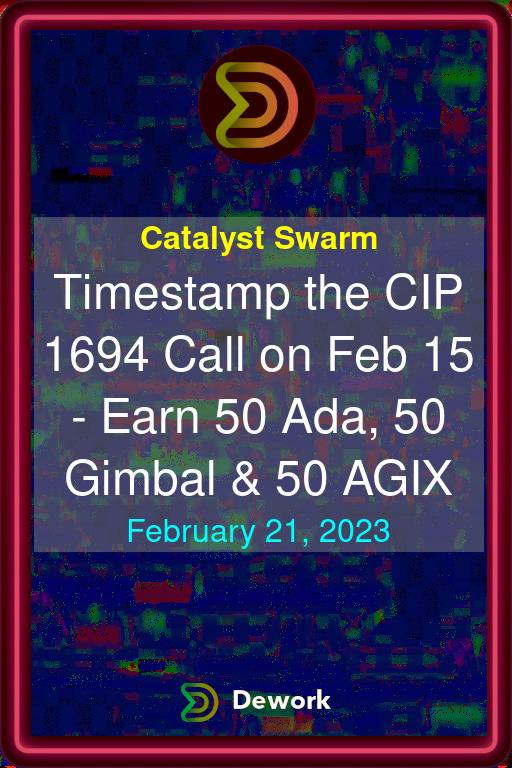 Catalyst Swarm
Timestamp the CIP
1694 Call on Feb 15
- Earn 50 Ada, 50
Gimbal & 50 AGIX
February 21, 2023
Dework